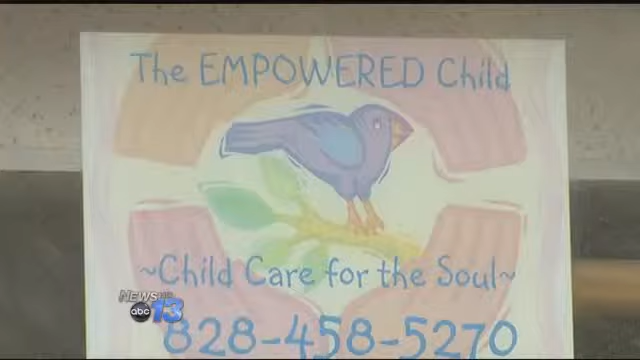 The EMPOWERED Child
~Child Care for the Soul~
NEWS
abc 13
828-458-5270